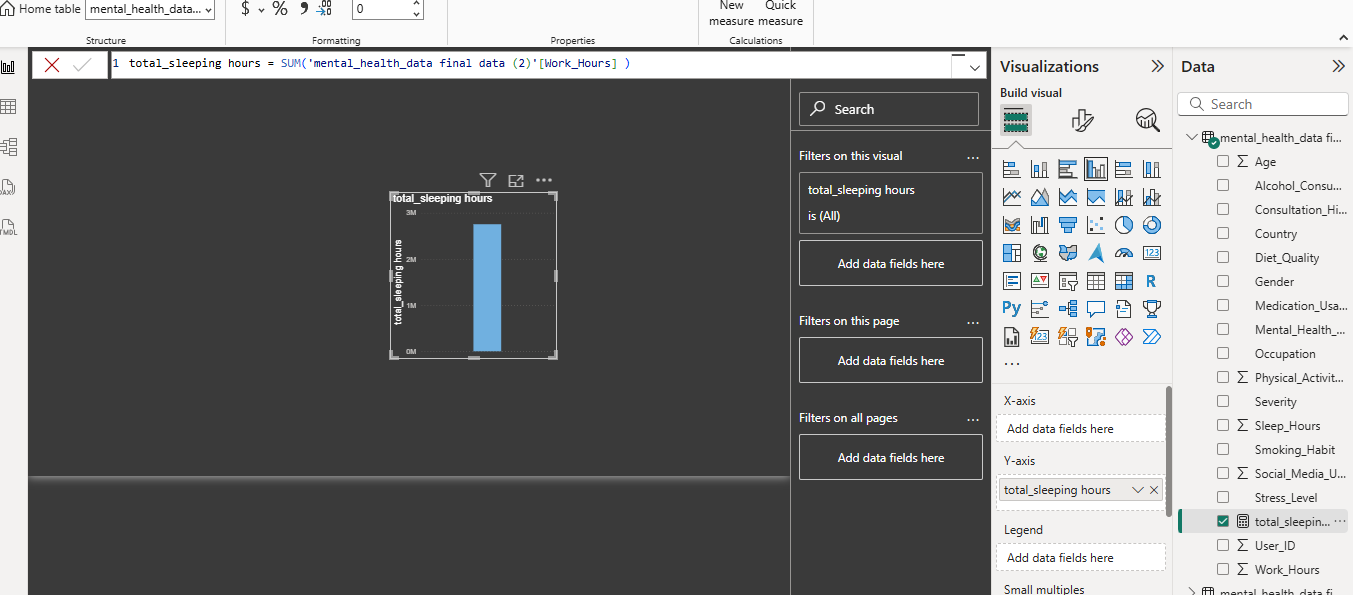 Home table mental_health_data...
$ % 0
New Quick
measure measure
Structure Formatting Properties Calculations
1 total_sleeping hours = SUM('mental_health_data final data (2)'[Work_Hours] )
total_sleeping hours
3M
2M
1M
0M
total_sleeping hours
Search
Filters on this visual ...
total_sleeping hours
is (All)
Add data fields here
Filters on this page ...
Add data fields here
Filters on all pages ...
Add data fields here
Visualizations
Build visual
123
R
Py
123
...
X-axis
Add data fields here
Y-axis
total_sleeping hours
Legend
Add data fields here
Small multiples
Data
Search
mental_health_data fi...
Age
Alcohol_Consu...
Consultation_Hi...
Country
Diet_Quality
Gender
Medication_Usa...
Mental_Health_...
Occupation
Physical_Activit...
Severity
Sleep_Hours
Smoking_Habit
Social_Media_U...
Stress_Level
total_sleepin... ...
User_ID
Work_Hours
mental_health_data fi...
DAX
TMDL